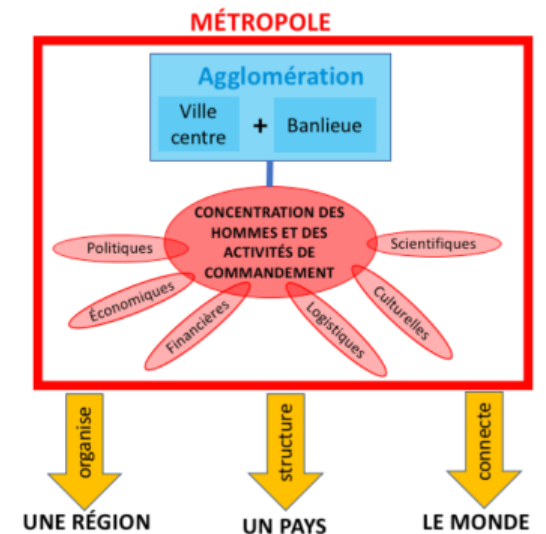 MÉTROPOLE
Agglomération
Ville
centre
+
Banlieue
CONCENTRATION DES
HOMMES ET DES
ACTIVITÉS DE
COMMANDEMENT
Politiques
Économiques
Financières
Logistiques
Culturelles
Scientifiques
organise
structure
connecte
UNE RÉGION
UN PAYS
LE MONDE